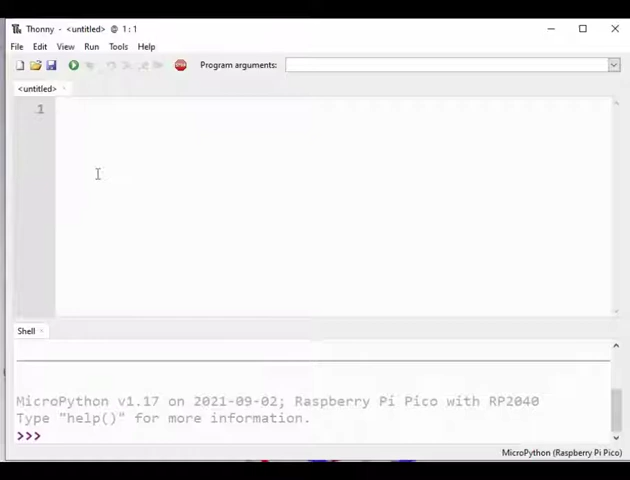 Thonny - <untitled> @ 1:1
File Edit View Run Tools Help
STOP Program arguments:
<untitled>
1
Shell
MicroPython v1.17 on 2021-09-02; Raspberry Pi Pico with RP2040
Type "help()" for more information.
>>>
MicroPython (Raspberry Pi Pico)